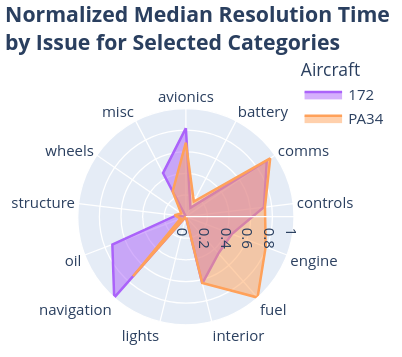 Normalized Median Resolution Time
by Issue for Selected Categories
Aircraft
172
PA34
avionics
battery
comms
controls
engine
fuel
interior
lights
navigation
oil
structure
wheels
misc
0
0.2
0.4
0.6
0.8
1